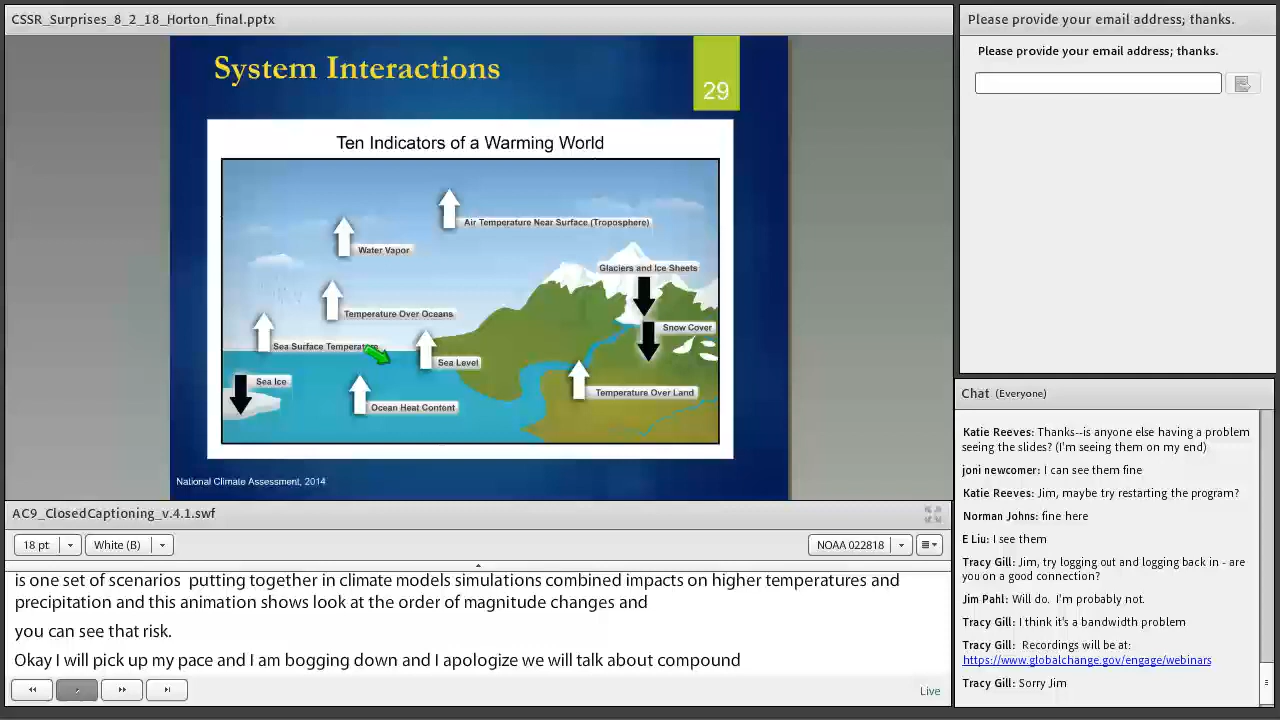 CSSR_Surprises_8_2_18_Horton_final.pptx
System Interactions
29
Ten Indicators of a Warming World
Air Temperature Near Surface (Troposphere)
Water Vapor
Glaciers and Ice Sheets
Temperature Over Oceans
Snow Cover
Sea Surface Temperature
Sea Level
Sea Ice
Temperature Over Land
Ocean Heat Content
National Climate Assessment, 2014
AC9_ClosedCaptioning_v.4.1.swf
18 pt
White (B)
NOAA 022818
is one set of scenarios  putting together in climate models simulations combined impacts on higher temperatures and
precipitation and this animation shows look at the order of magnitude changes and
you can see that risk.
Okay I will pick up my pace and I am bogging down and I apologize we will talk about compound
Live
Please provide your email address; thanks.
Please provide your email address; thanks.
Chat (Everyone)
Katie Reeves: Thanks--is anyone else having a problem
seeing the slides? (I'm seeing them on my end)
joni newcomer: I can see them fine
Katie Reeves: Jim, maybe try restarting the program?
Norman Johns: fine here
E Liu: I see them
Tracy Gill: Jim, try logging out and logging back in - are
you on a good connection?
Jim Pahl: Will do.  I'm probably not.
Tracy Gill: I think it's a bandwidth problem
Tracy Gill:  Recordings will be at:
https://www.globalchange.gov/engage/webinars
Tracy Gill: Sorry Jim